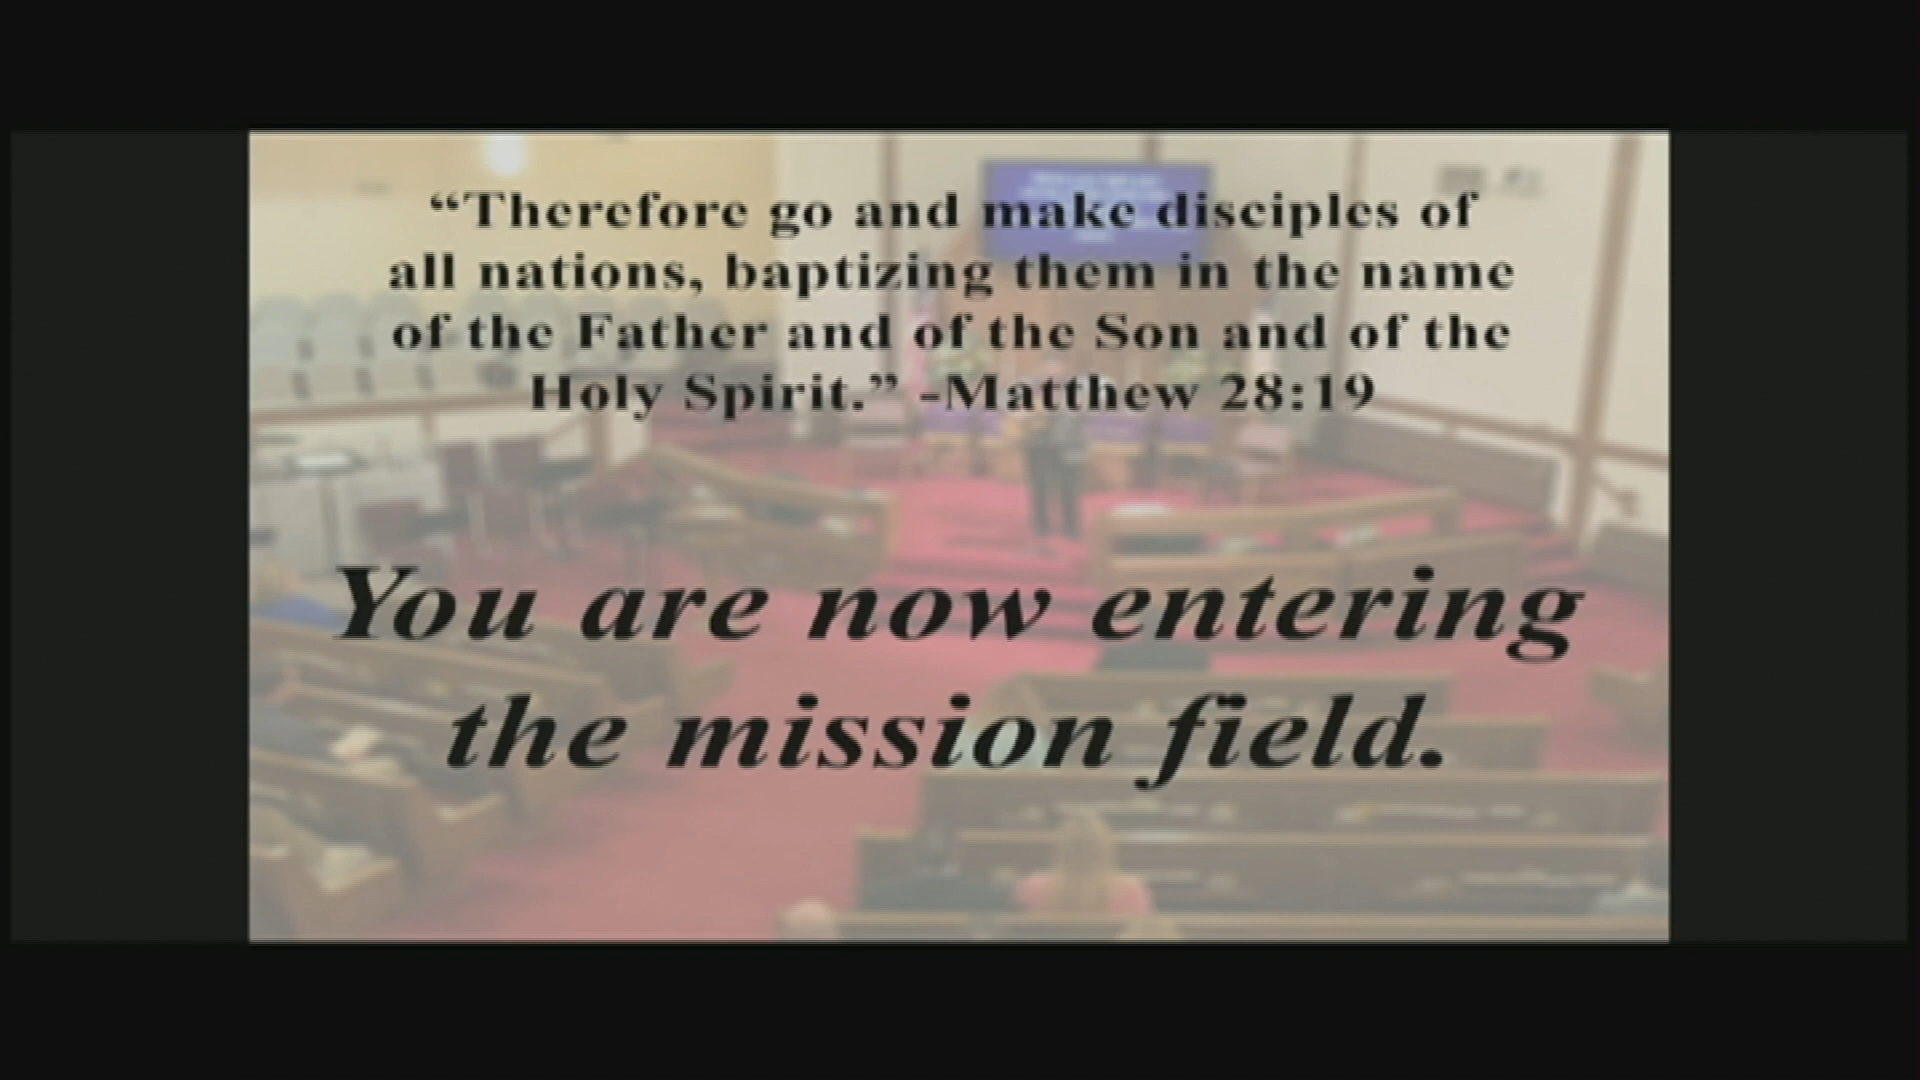 “Therefore go and make disciples of
all nations, baptizing them in the name
of the Father and of the Son and of the
Holy Spirit.” -Matthew 28:19
You are now entering
the mission field.